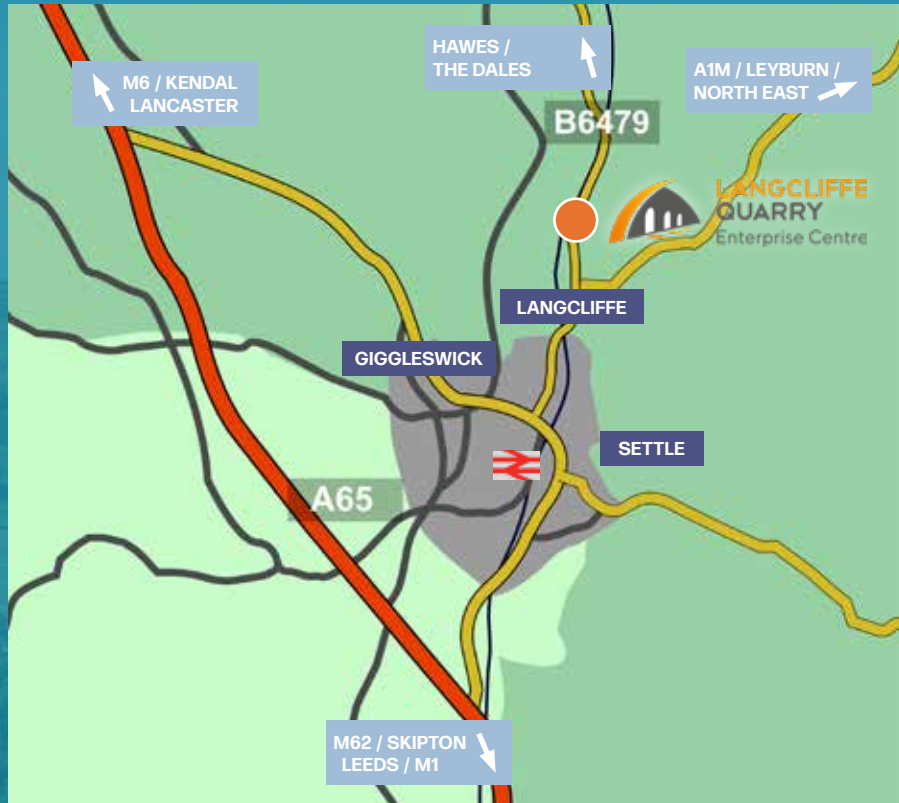 HAWES /
THE DALES
M6 / KENDAL
LANCASTER
A1M / LEYBURN /
NORTH EAST
B6479
LANGCLIFFE
QUARRY
Enterprise Centre
LANGCLIFFE
GIGGLESWICK
SETTLE
A65
M62 / SKIPTON
LEEDS / M1